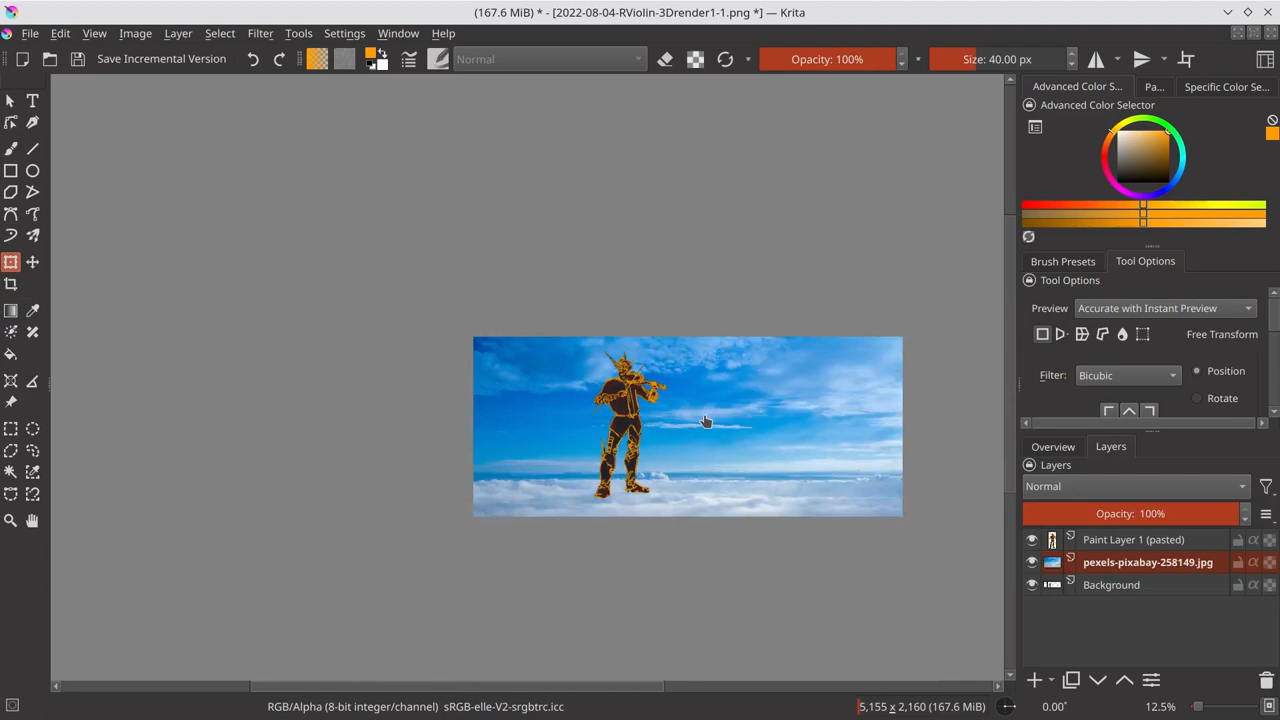 (167.6 MiB) * - [2022-08-04-RViolin-3Drender1-1.png *] — Krita
File Edit View Image Layer Select Filter Tools Settings Window Help
Save Incremental Version Normal Opacity: 100% Size: 40.00 px
Advanced Color S... Pa... Specific Color Se...
Advanced Color Selector
Brush Presets Tool Options
Tool Options
Preview Accurate with Instant Preview
Free Transform
Filter: Bicubic Position
Rotate
Overview Layers
Layers
Normal
Opacity: 100%
Paint Layer 1 (pasted)
pexels-pixabay-258149.jpg
Background
RGB/Alpha (8-bit integer/channel) sRGB-elle-V2-srgbtrc.icc 5,155 x 2,160 (167.6 MiB) 0.00° 12.5%